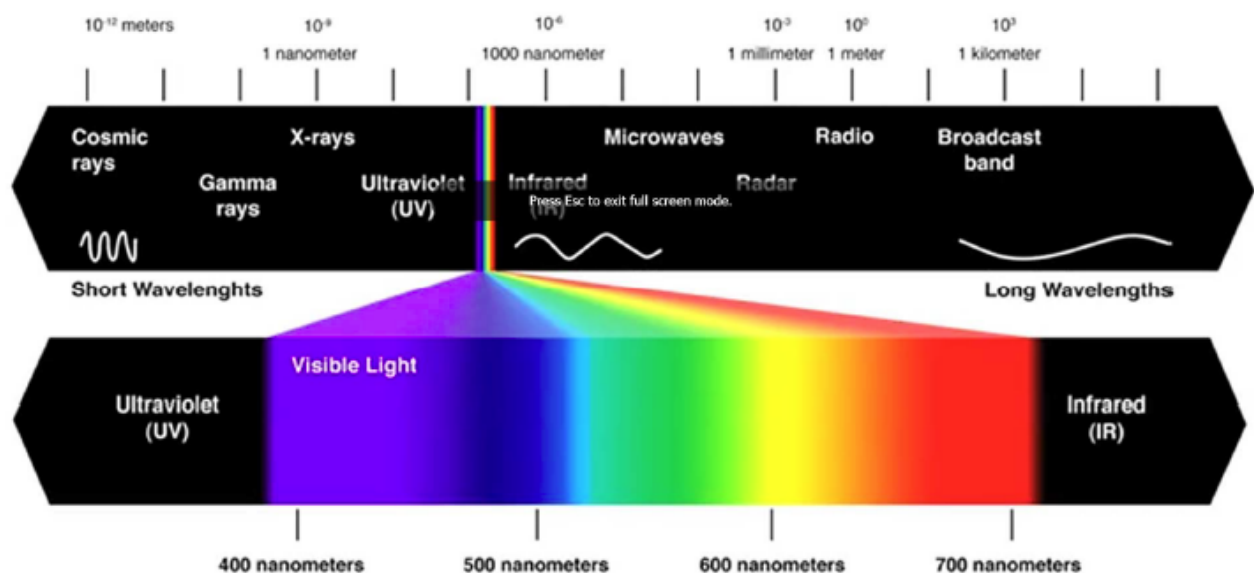 10⁻¹² meters 10⁻⁹ 10⁻⁶ 10⁻³ 10⁰ 10³
1 nanometer 1000 nanometer 1 millimeter 1 meter 1 kilometer
Cosmic
rays
X-rays
Microwaves
Radio
Broadcast
band
Gamma
rays
Ultraviolet
(UV)
Infrared
(IR)
Radar
Press Esc to exit full screen mode.
Short Wavelenghts
Long Wavelengths
Visible Light
Ultraviolet
(UV)
Infrared
(IR)
400 nanometers 500 nanometers 600 nanometers 700 nanometers